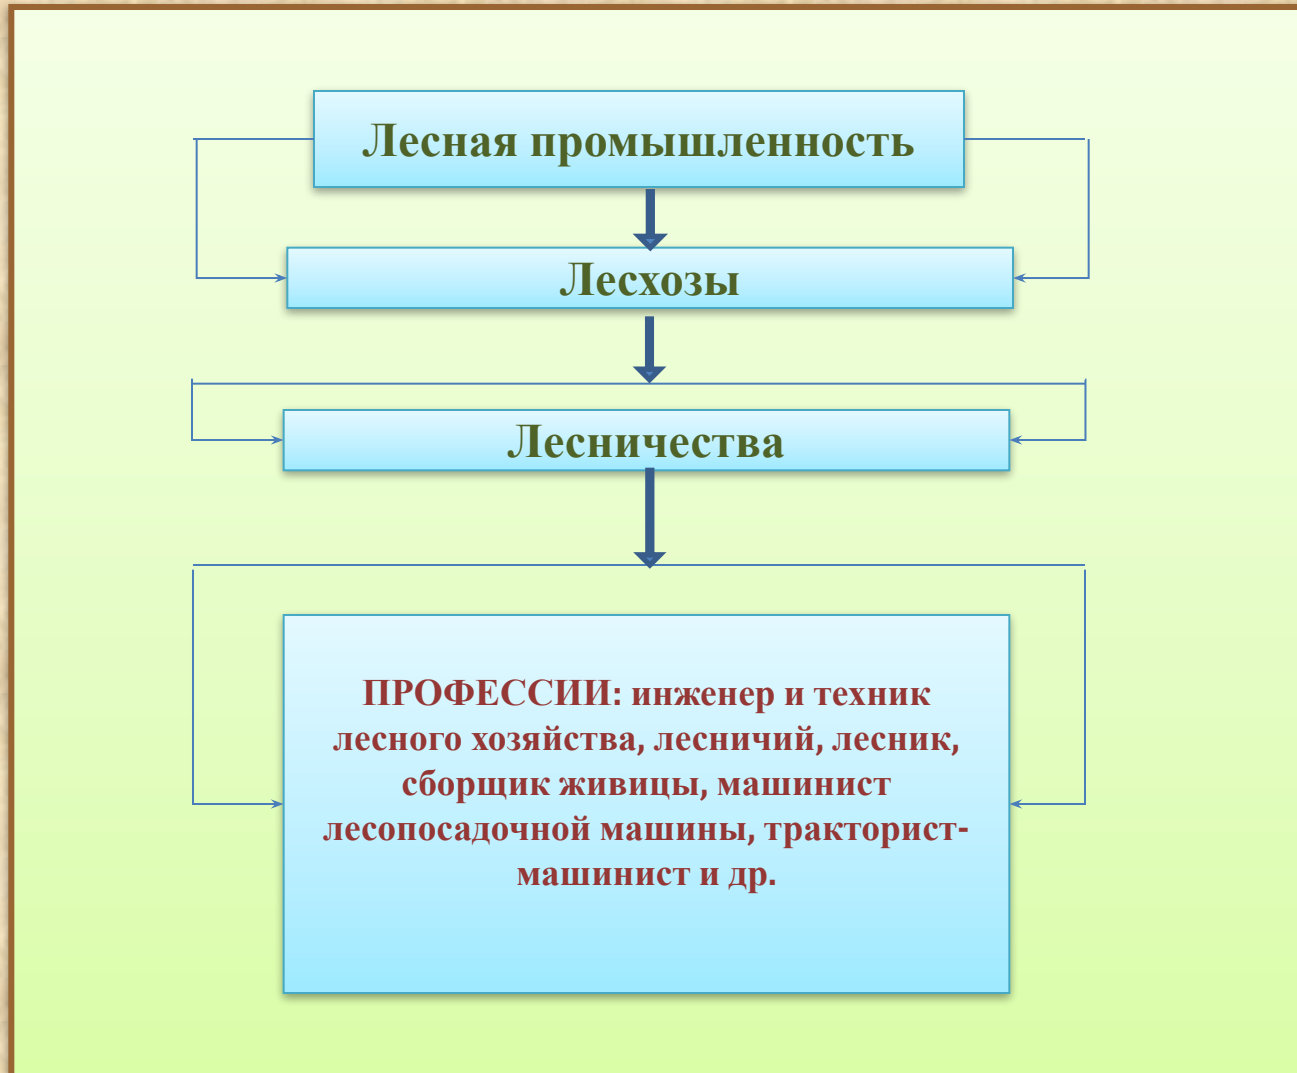 Лесная промышленность
Лесхозы
Лесничества
ПРОФЕССИИ: инженер и техник
лесного хозяйства, лесничий, лесник,
сборщик живицы, машинист
лесопосадочной машины, тракторист-
машинист и др.